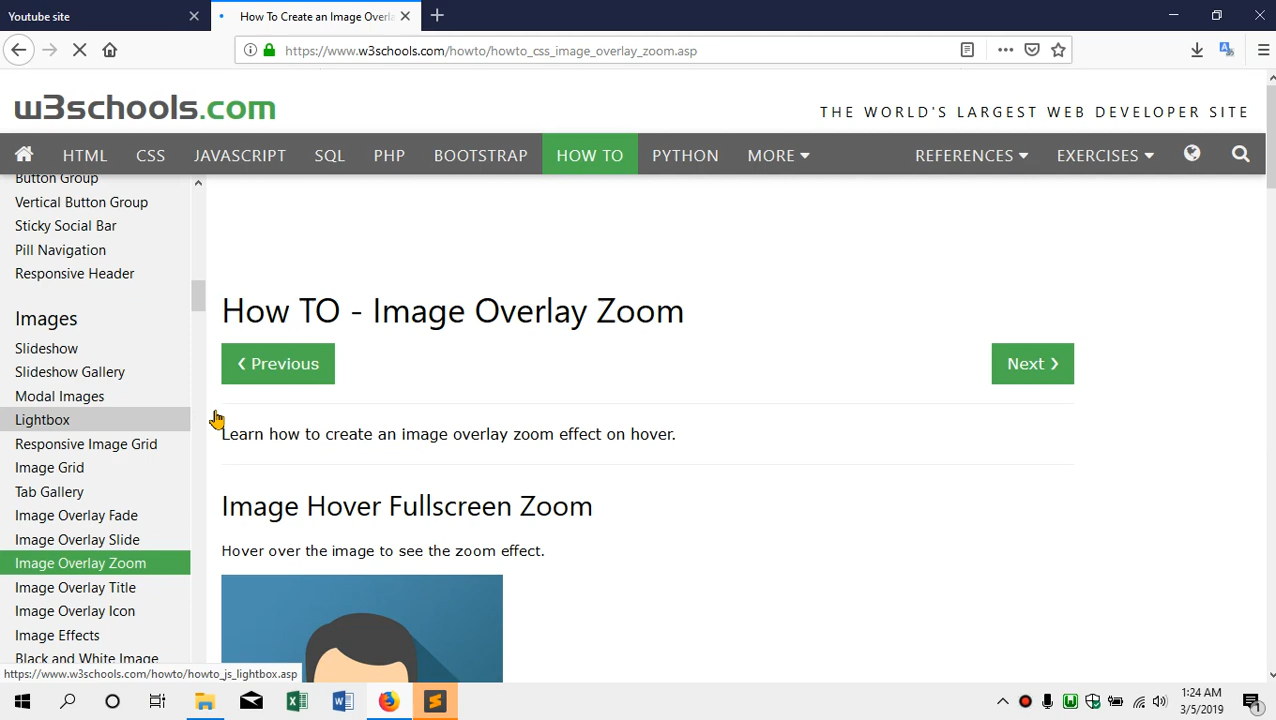 Youtube site
How To Create an Image Overla
https://www.w3schools.com/howto/howto_css_image_overlay_zoom.asp
w3schools.com
THE WORLD'S LARGEST WEB DEVELOPER SITE
HTML CSS JAVASCRIPT SQL PHP BOOTSTRAP HOW TO PYTHON MORE REFERENCES EXERCISES
Button Group
Vertical Button Group
Sticky Social Bar
Pill Navigation
Responsive Header
Images
Slideshow
Slideshow Gallery
Modal Images
Lightbox
Responsive Image Grid
Image Grid
Tab Gallery
Image Overlay Fade
Image Overlay Slide
Image Overlay Zoom
Image Overlay Title
Image Overlay Icon
Image Effects
Black and White Image
How TO - Image Overlay Zoom
❮ Previous
Next ❯
Learn how to create an image overlay zoom effect on hover.
Image Hover Fullscreen Zoom
Hover over the image to see the zoom effect.
https://www.w3schools.com/howto/howto_js_lightbox.asp
1:24 AM
3/5/2019